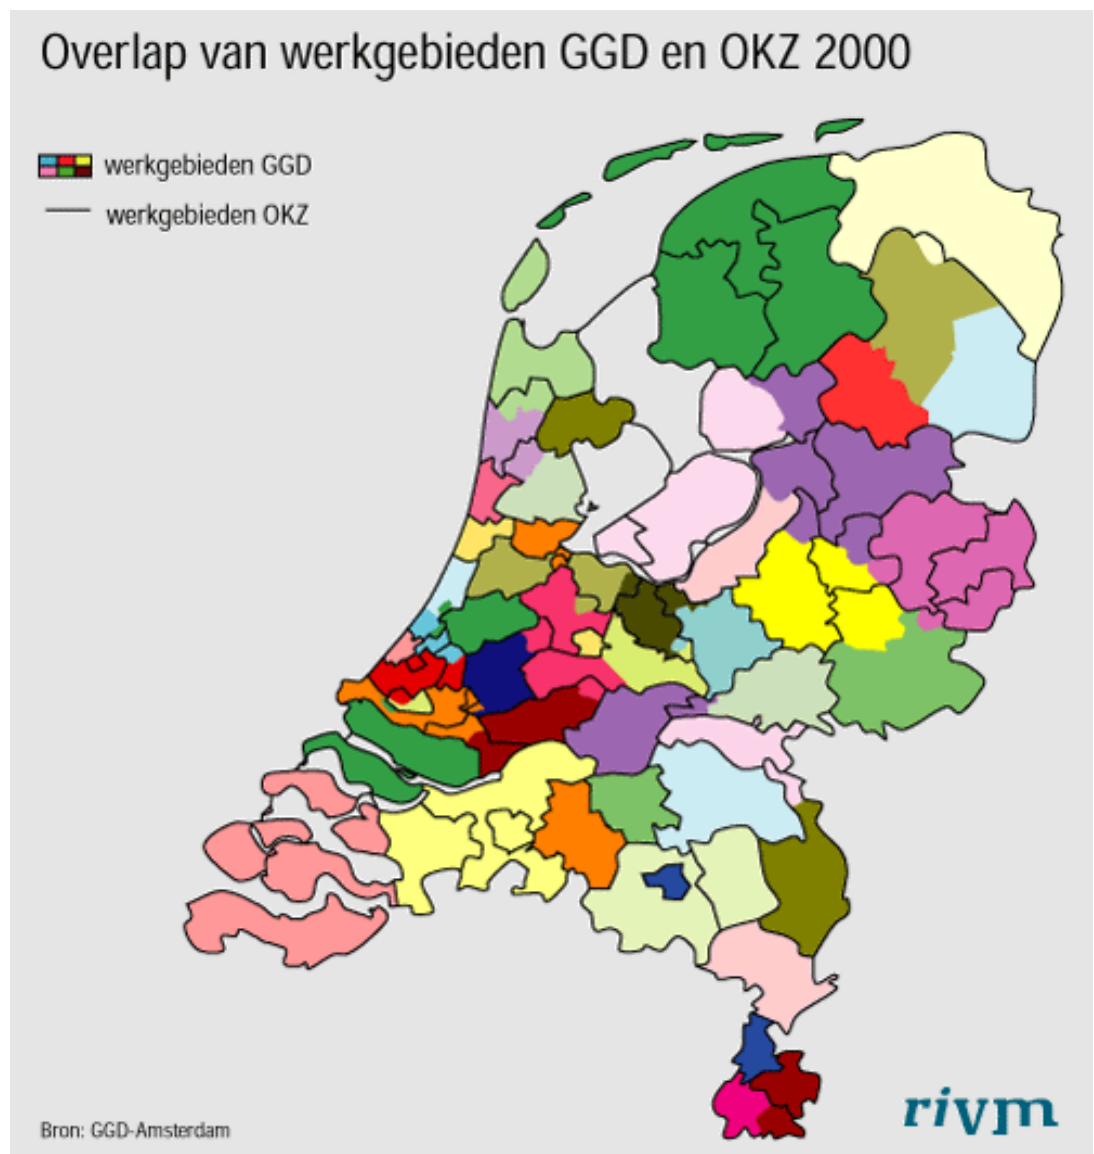 Overlap van werkgebieden GGD en OKZ 2000
werkgebieden GGD
werkgebieden OKZ
Bron: GGD-Amsterdam
rivm